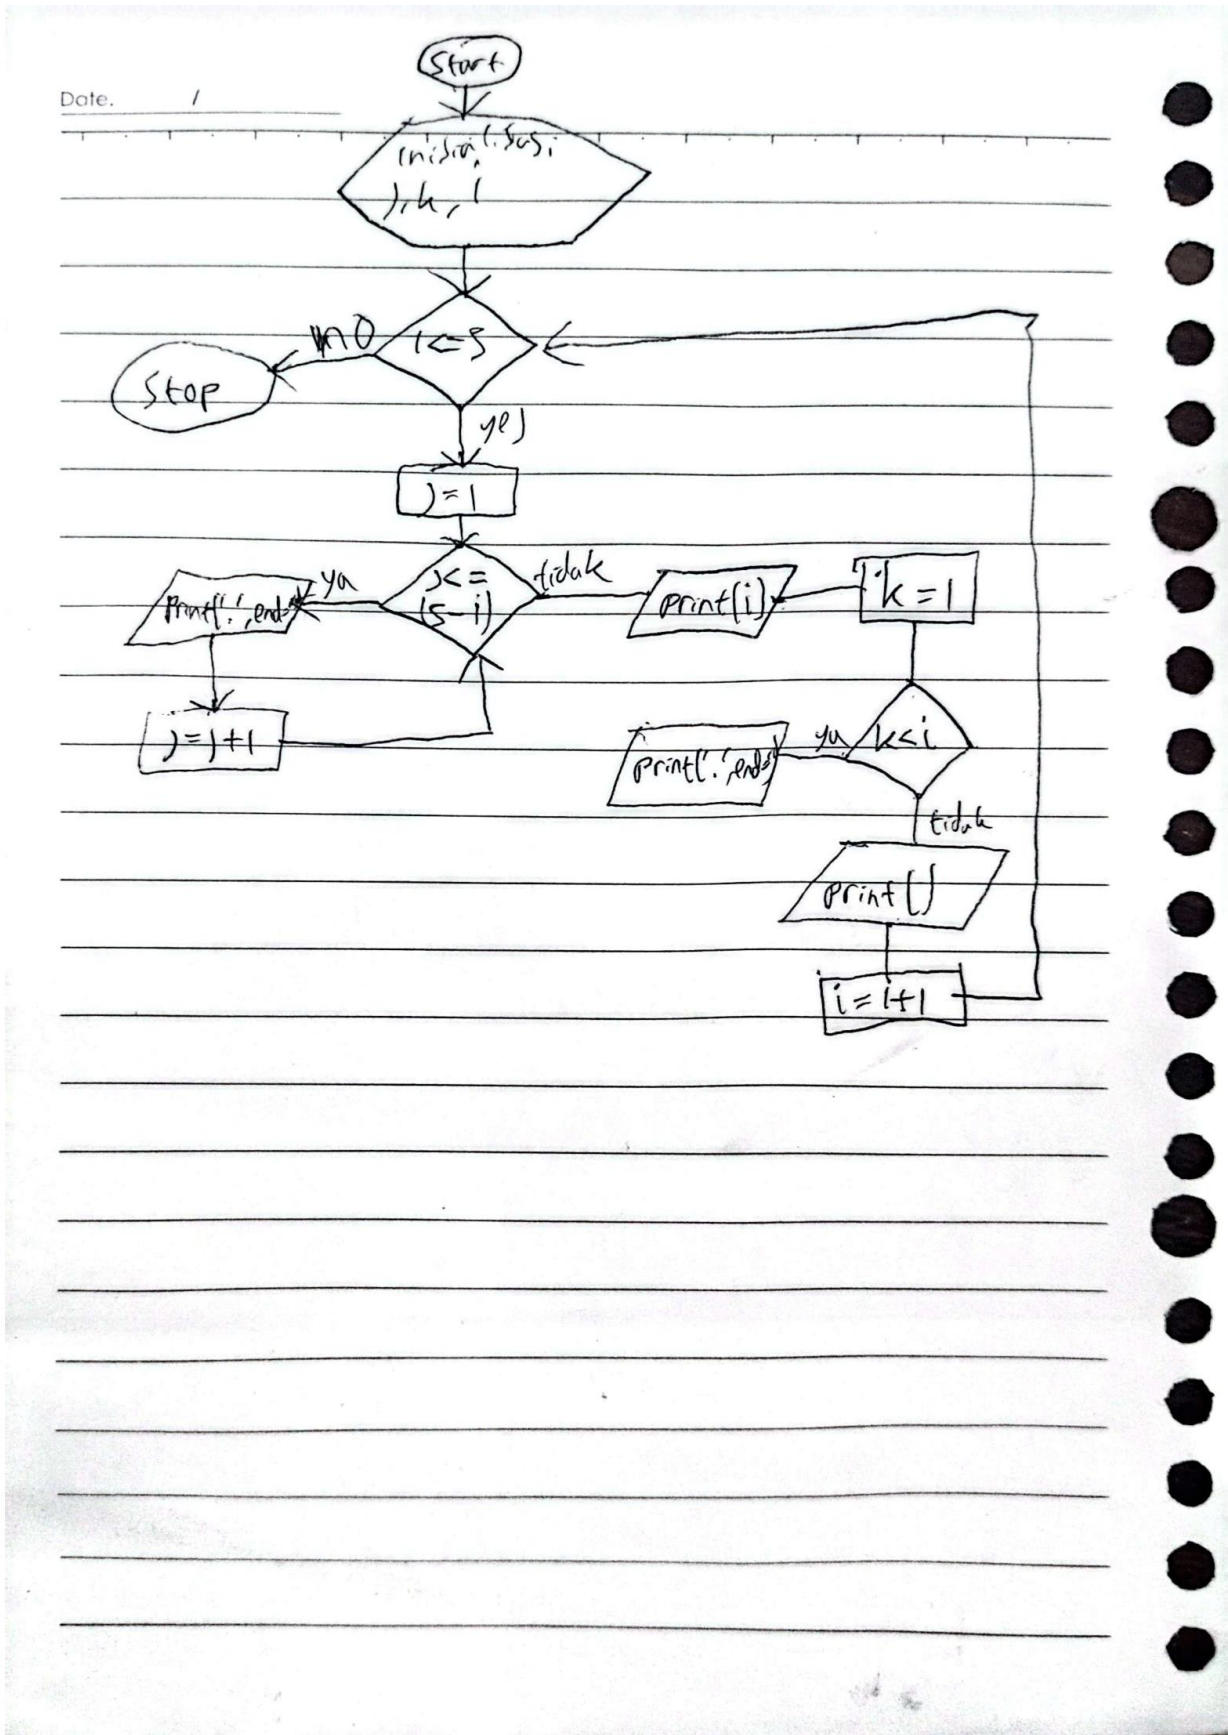 Start
Date. /
inisialisasi
j, k, i
i<=5
no
Stop
yes
j=1
j<=
(5-i)
ya
print('.',end=
j=j+1
tidak
print(i)
k=1
k<i
ya
print('.',end=
tidak
print()
i=i+1